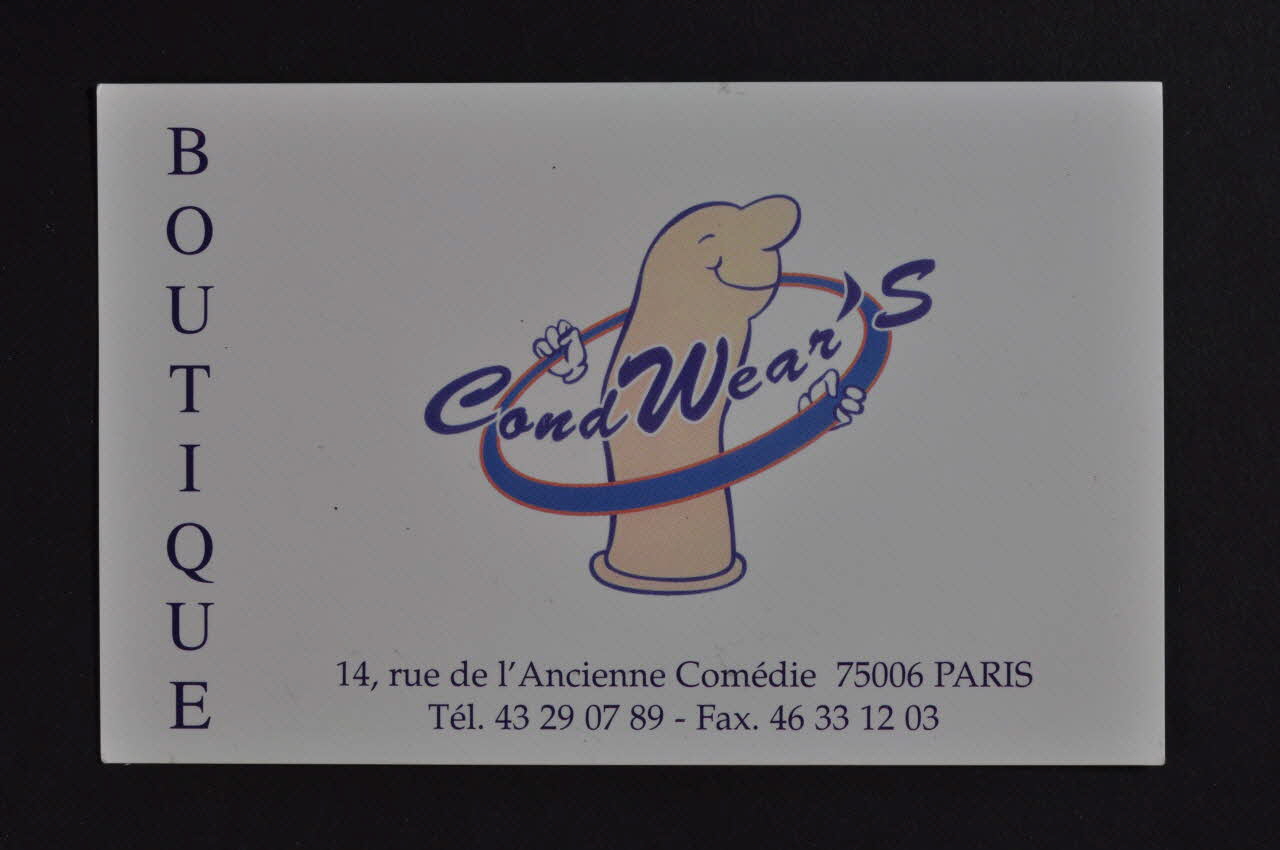 BOUTIQUE
CondWear'S
14, rue de l'Ancienne Comédie 75006 PARIS
Tél. 43 29 07 89 - Fax. 46 33 12 03